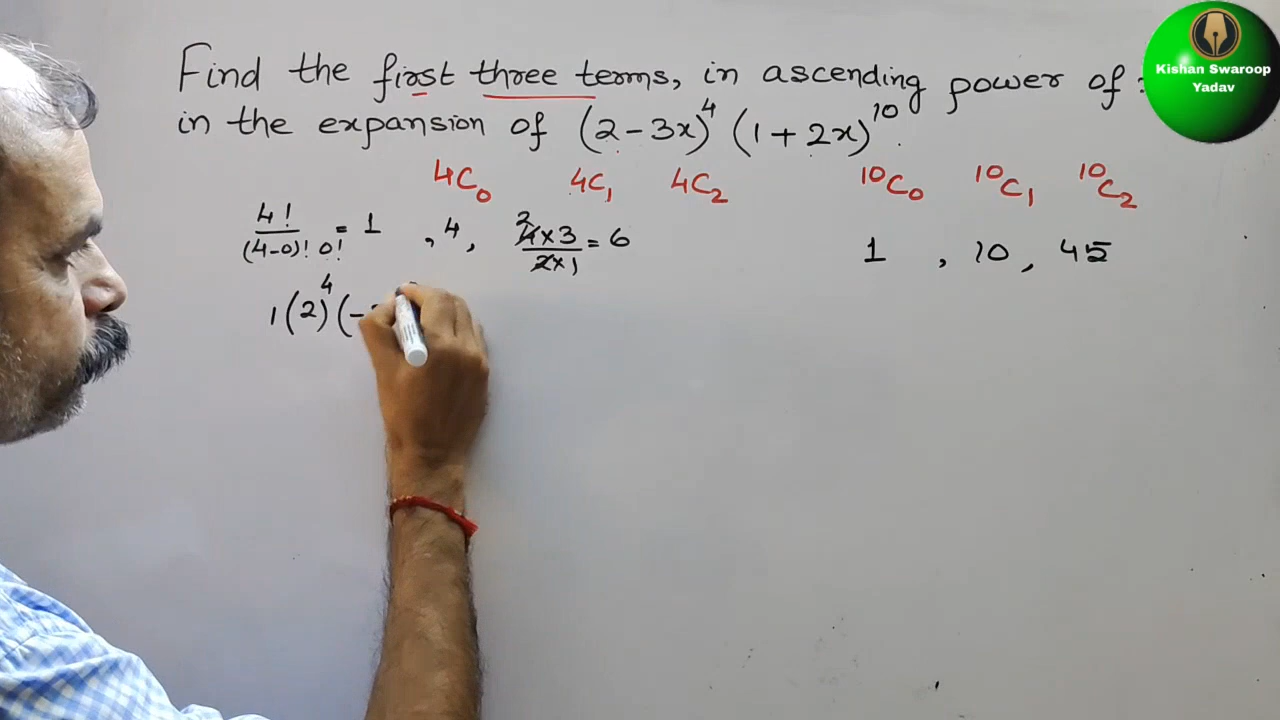 Find the first three terms, in ascending power of
in the expansion of (2-3x)^4 (1+2x)^10.
4C0 4C1 4C2 10C0 10C1 10C2
4!/(4-0)! 0! = 1 , 4 , 4×3/2×1 = 6 1 , 10 , 45
2
1(2)^4 (-
Kishan Swaroop
Yadav